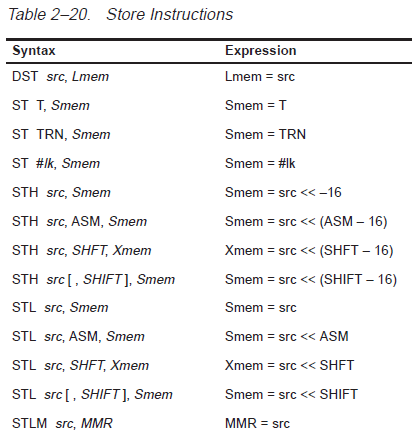 Table 2–20. Store Instructions
Syntax Expression
DST src, Lmem Lmem = src
ST T, Smem Smem = T
ST TRN, Smem Smem = TRN
ST #lk, Smem Smem = #lk
STH src, Smem Smem = src << –16
STH src, ASM, Smem Smem = src << (ASM – 16)
STH src, SHFT, Xmem Xmem = src << (SHFT – 16)
STH src [ , SHIFT ], Smem Smem = src << (SHIFT – 16)
STL src, Smem Smem = src
STL src, ASM, Smem Smem = src << ASM
STL src, SHFT, Xmem Xmem = src << SHFT
STL src [ , SHIFT ], Smem Smem = src << SHIFT
STLM src, MMR MMR = src